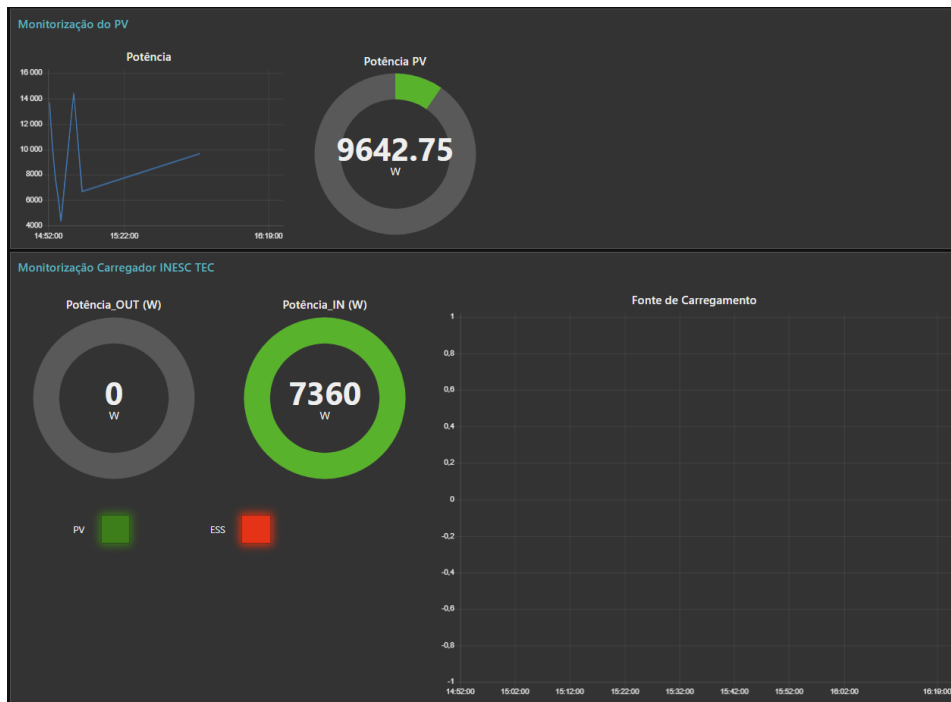 Monitorização do PV
Potência
16 000
14 000
12 000
10 000
8000
6000
4000
14:52:00 15:22:00 16:19:00
Potência PV
9642.75
W
Monitorização Carregador INESC TEC
Potência_OUT (W)
0
W
Potência_IN (W)
7360
W
PV
ESS
Fonte de Carregamento
1
0,8
0,6
0,4
0,2
0
-0,2
-0,4
-0,6
-0,8
-1
14:52:00 15:02:00 15:12:00 15:22:00 15:32:00 15:42:00 15:52:00 16:02:00 16:19:00